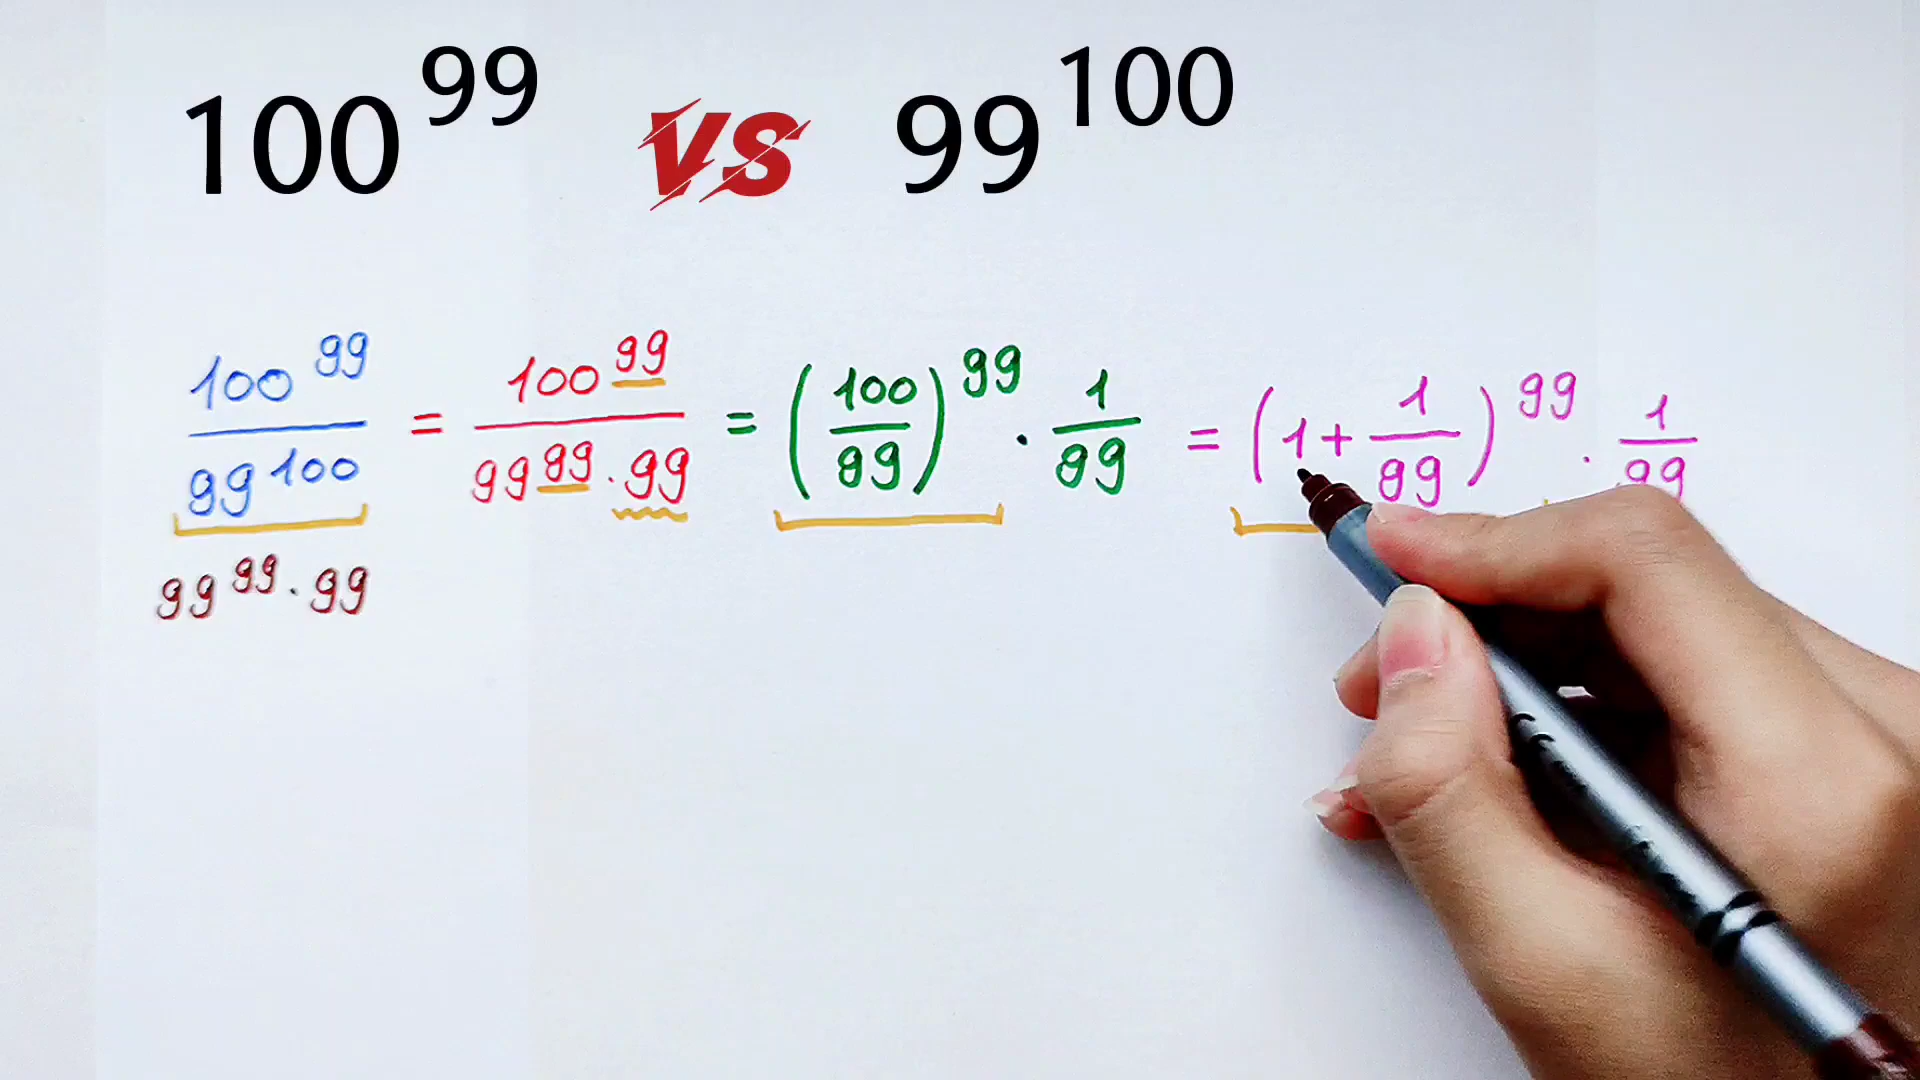 100^99 VS 99^100
100^99 / 99^100 = 100^99 / 99^99 · 99 = (100/99)^99 · 1/99 = (1 + 1/99)^99 · 1/99
99^99 · 99